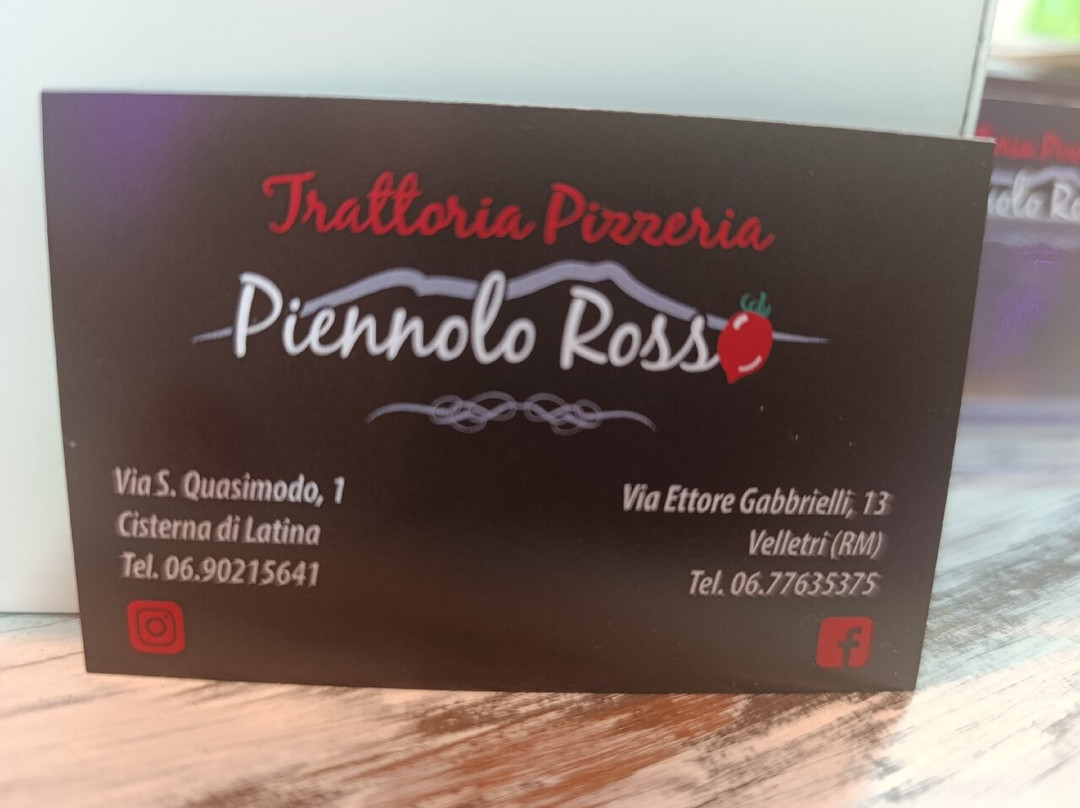 Trattoria Pizzeria
Piennolo Rosso
Via S. Quasimodo, 1
Cisterna di Latina
Tel. 06.90215641
Via Ettore Gabbrielli, 13
Velletri (RM)
Tel. 06.77635375